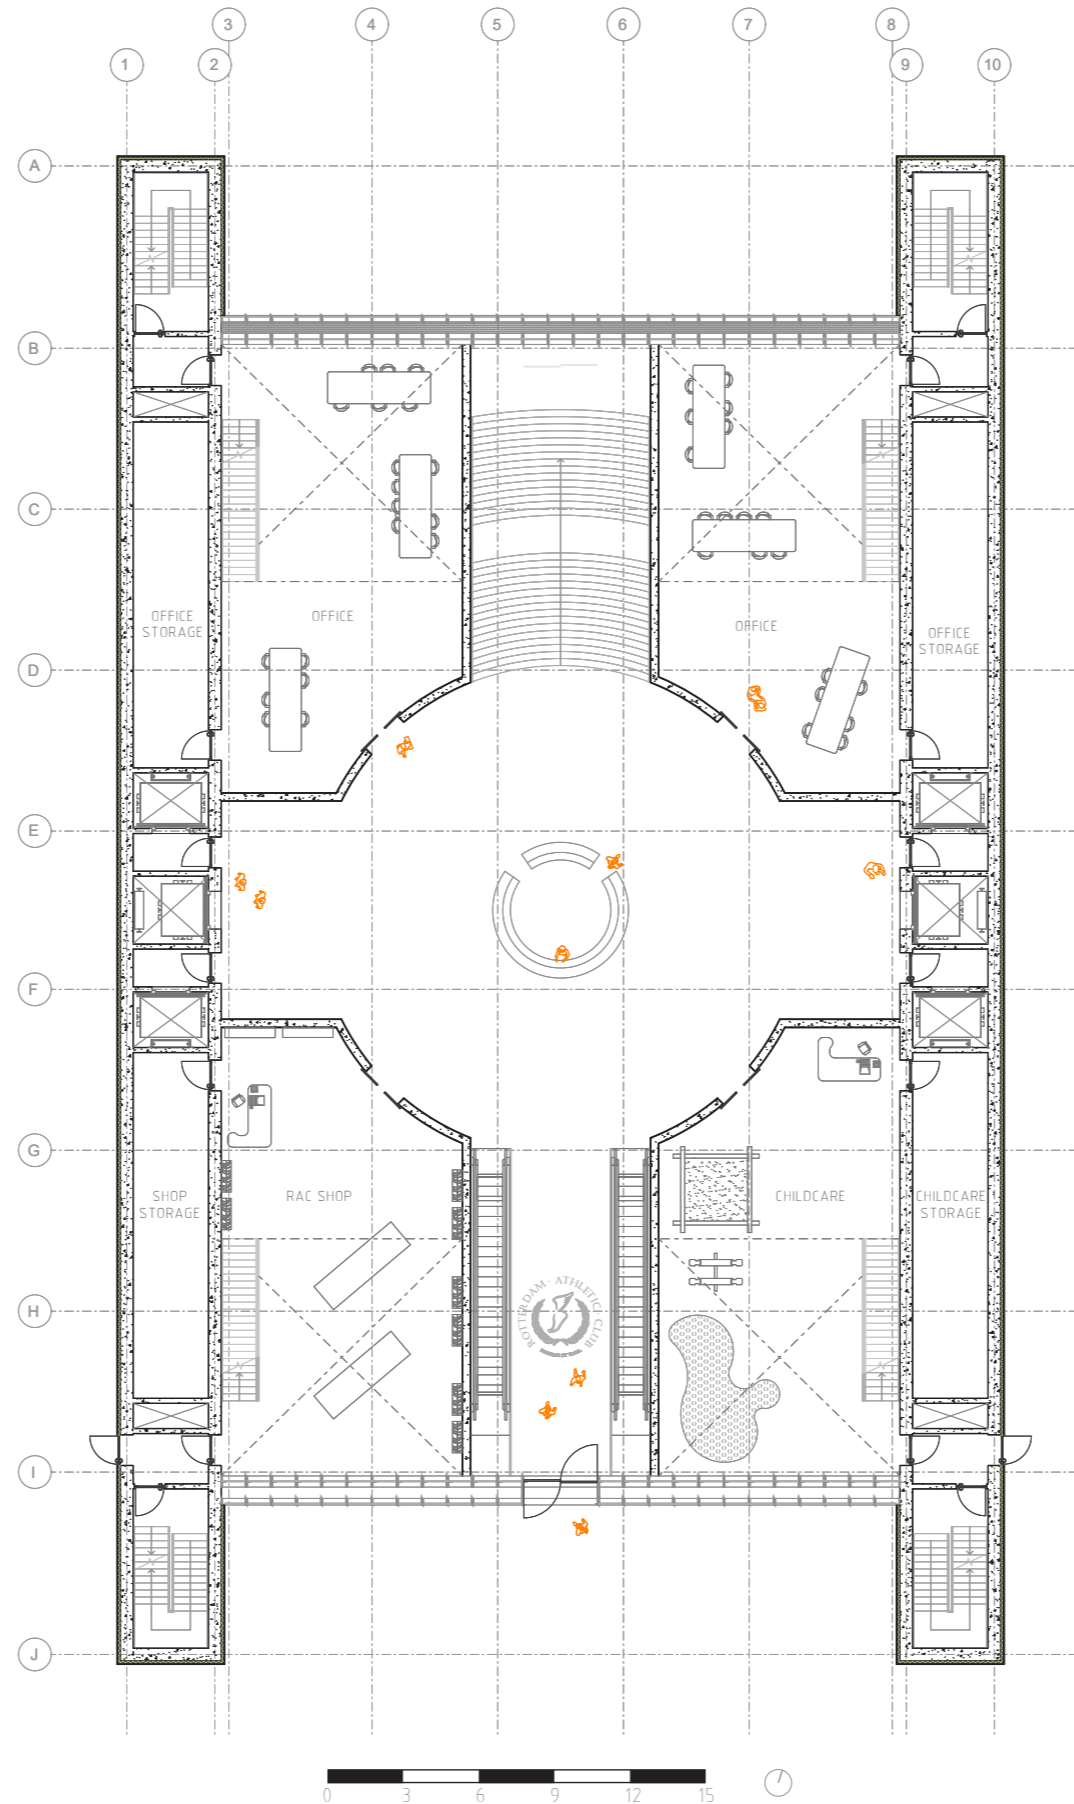 3 4 5 6 7 8
1 2 9 10
A
B
C
D
E
F
G
H
I
J
OFFICE
STORAGE
OFFICE
OFFICE
OFFICE
STORAGE
SHOP
STORAGE
RAC SHOP
CHILDCARE
CHILDCARE
STORAGE
ROTTERDAM - ATHLETICS CLUB
0 3 6 9 12 15